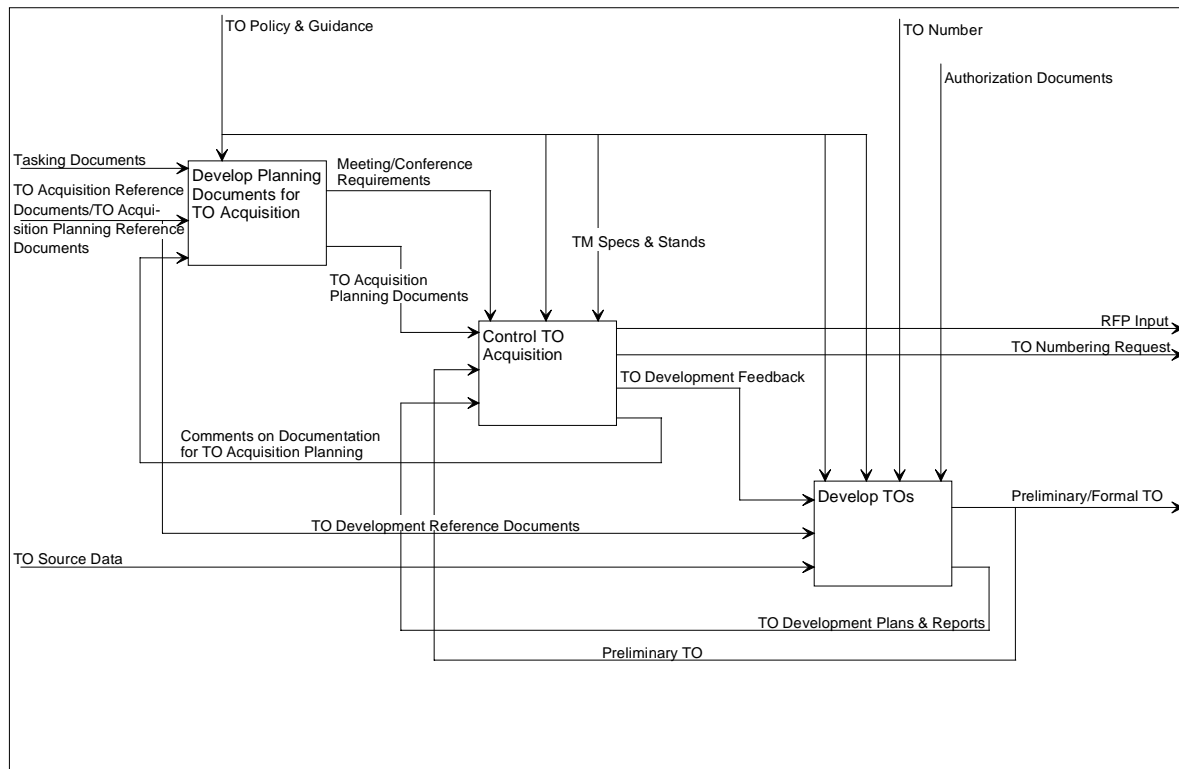 TO Policy & Guidance
TO Number
Authorization Documents
Tasking Documents
TO Acquisition Reference
Documents/TO Acqui-
sition Planning Reference
Documents
Develop Planning
Documents for
TO Acquisition
Meeting/Conference
Requirements
TM Specs & Stands
TO Acquisition
Planning Documents
Control TO
Acquisition
RFP Input
TO Numbering Request
TO Development Feedback
Comments on Documentation
for TO Acquisition Planning
Develop TOs
Preliminary/Formal TO
TO Development Reference Documents
TO Source Data
TO Development Plans & Reports
Preliminary TO